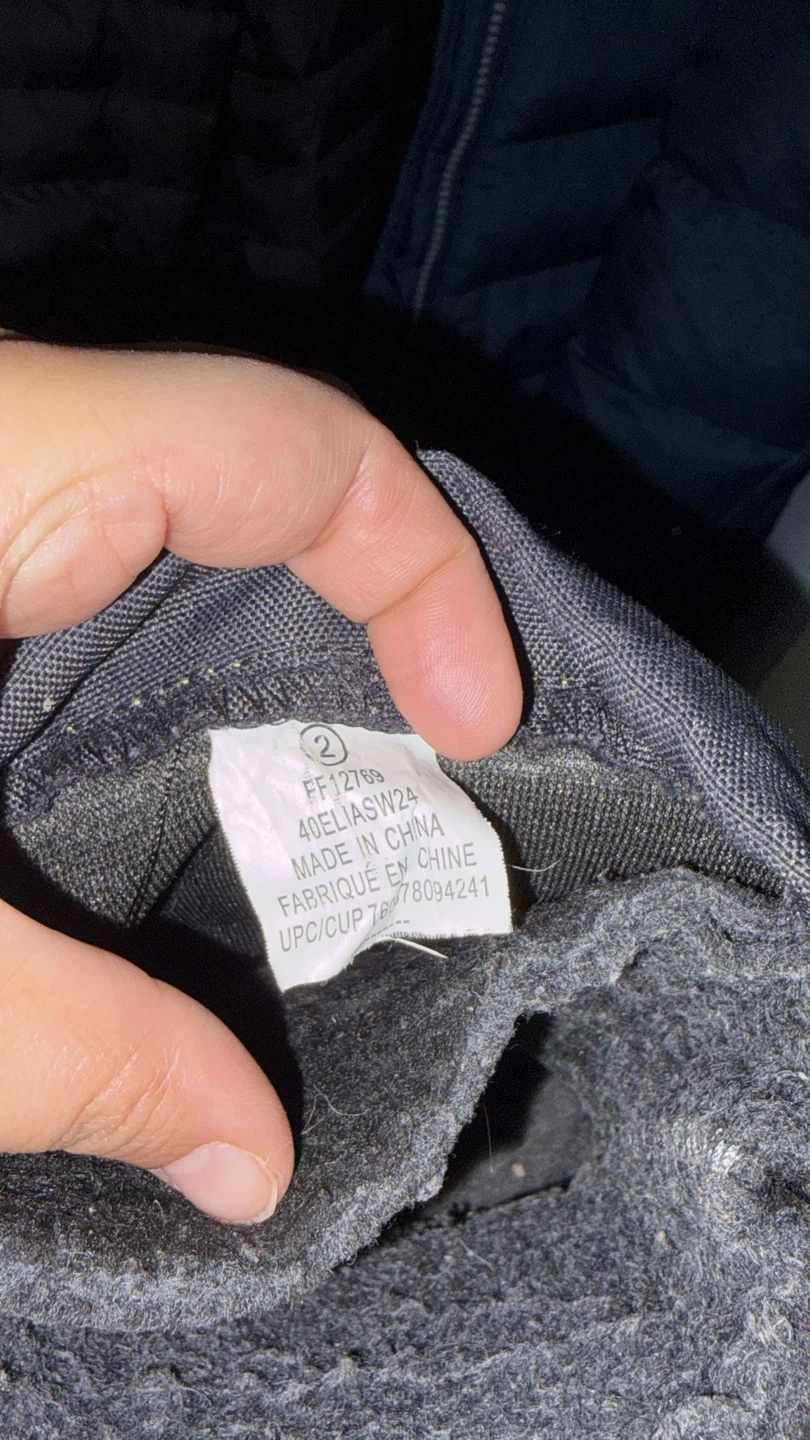 2
FF12769
40ELIASW24
MADE IN CHINA
FABRIQUÉ EN CHINE
UPC/CUP